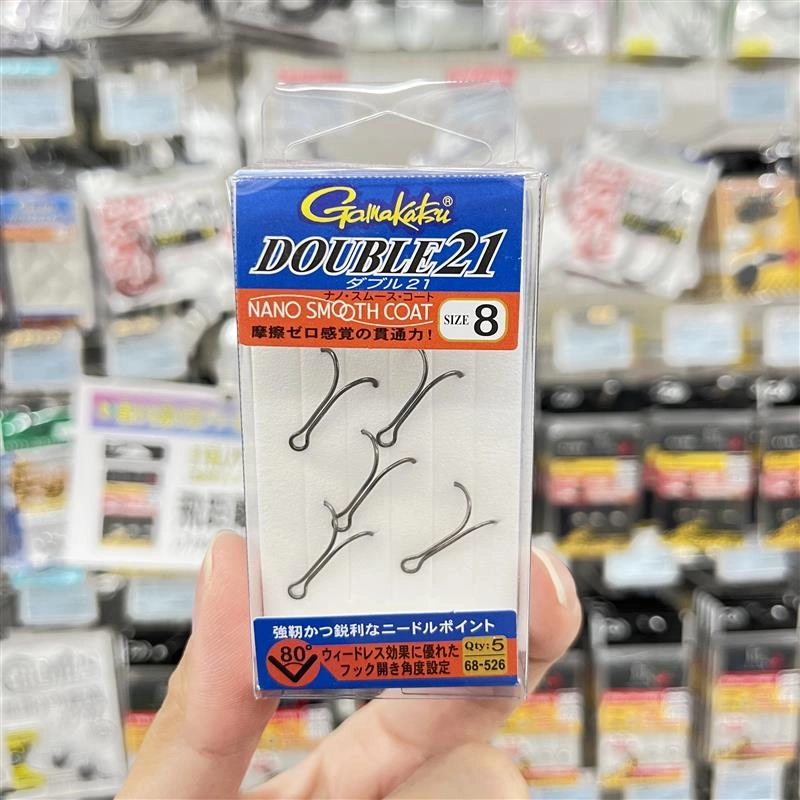 Gamakatsu®
DOUBLE21
ダブル21
ナノ・スムース・コート
NANO SMOOTH COAT
摩擦ゼロ感覚の貫通力!
SIZE 8
強靭かつ鋭利なニードルポイント
80°
ウィードレス効果に優れた
フック開き角度設定
Qty:5
68-526